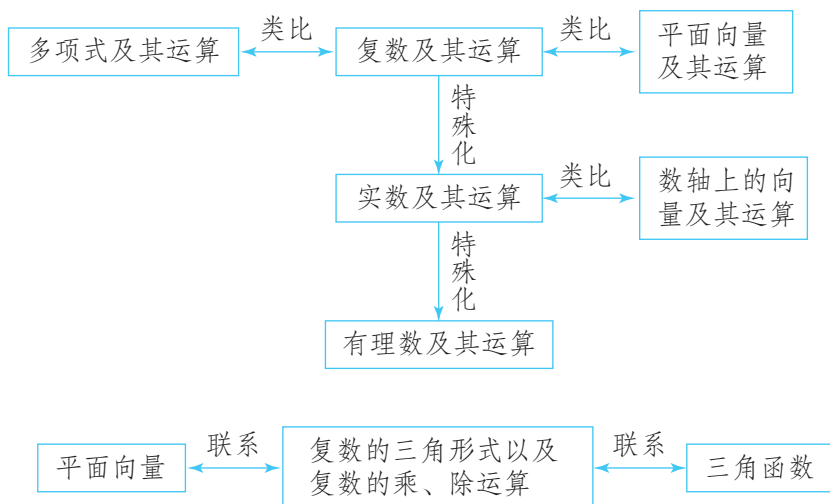 多项式及其运算
类比
复数及其运算
类比
平面向量
及其运算
特
殊
化
实数及其运算
类比
数轴上的向
量及其运算
特
殊
化
有理数及其运算
平面向量
联系
复数的三角形式以及
复数的乘、除运算
联系
三角函数